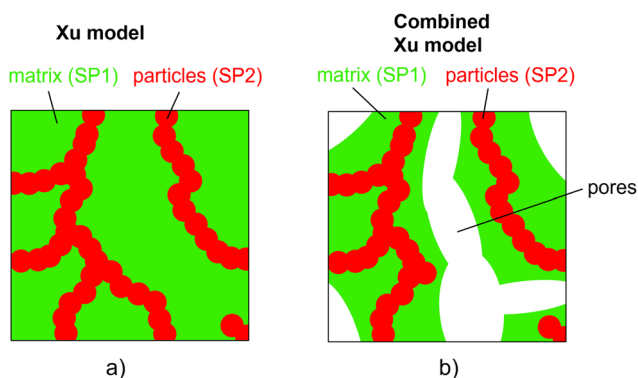 Xu model
Combined
Xu model
matrix (SP1) particles (SP2)
matrix (SP1) particles (SP2)
pores
a)
b)